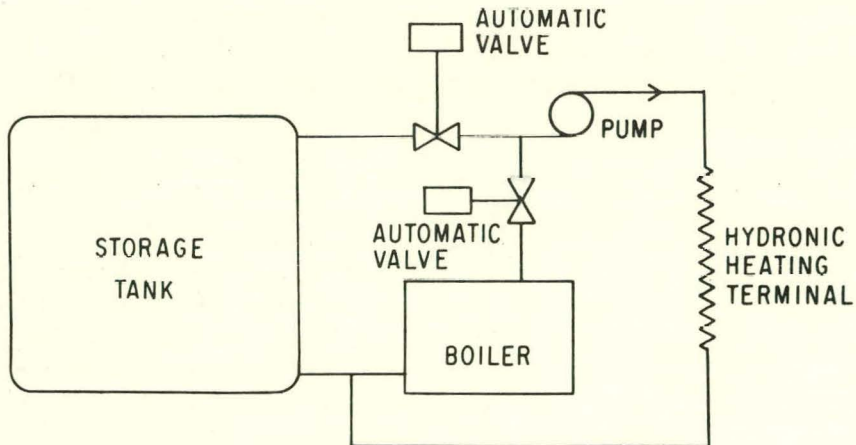 AUTOMATIC
VALVE
PUMP
STORAGE
TANK
AUTOMATIC
VALVE
HYDRONIC
HEATING
TERMINAL
BOILER